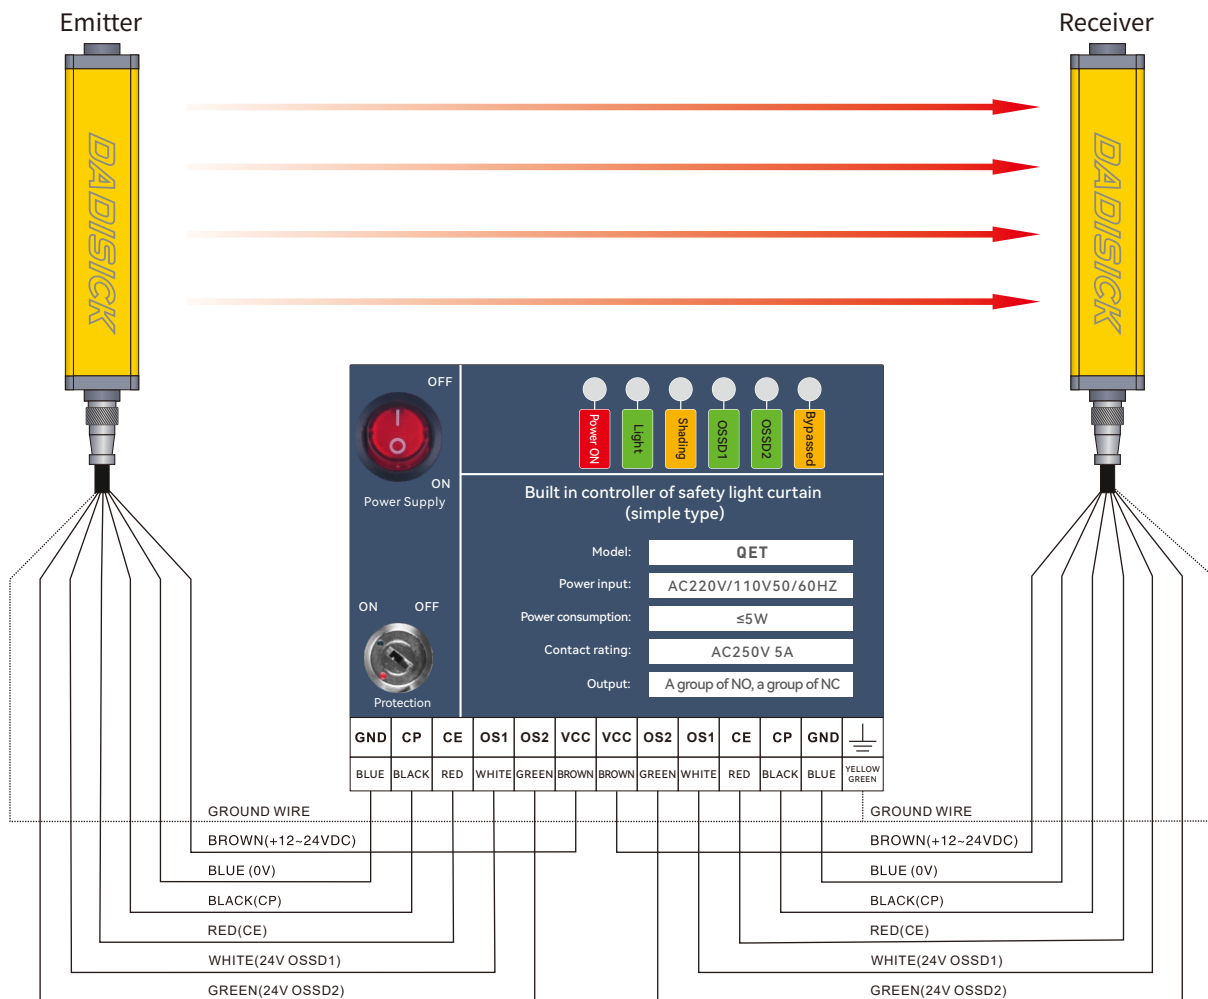 Emitter
Receiver
DADISICK
DADISICK
OFF
ON
Power Supply
ON OFF
Protection
Power ON
Light
Shading
OSSD1
OSSD2
Bypassed
Built in controller of safety light curtain
(simple type)
Model: QET
Power input: AC220V/110V50/60HZ
Power consumption: ≤5W
Contact rating: AC250V 5A
Output: A group of NO, a group of NC
GND CP CE OS1 OS2 VCC VCC OS2 OS1 CE CP GND
BLUE BLACK RED WHITE GREEN BROWN BROWN GREEN WHITE RED BLACK BLUE YELLOW
GREEN
GROUND WIRE
BROWN(+12~24VDC)
BLUE (0V)
BLACK(CP)
RED(CE)
WHITE(24V OSSD1)
GREEN(24V OSSD2)
GROUND WIRE
BROWN(+12~24VDC)
BLUE (0V)
BLACK(CP)
RED(CE)
WHITE(24V OSSD1)
GREEN(24V OSSD2)